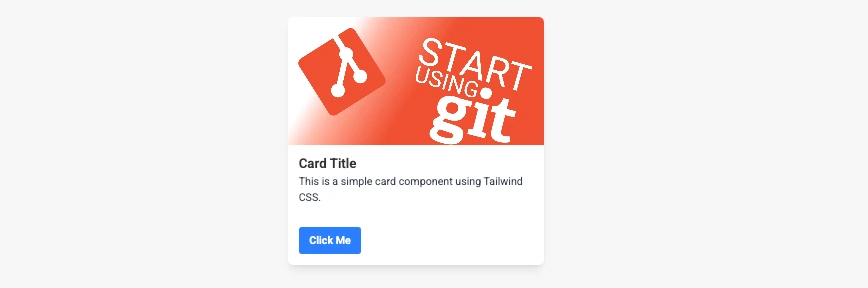 START
USING
git
Card Title
This is a simple card component using Tailwind
CSS.
Click Me